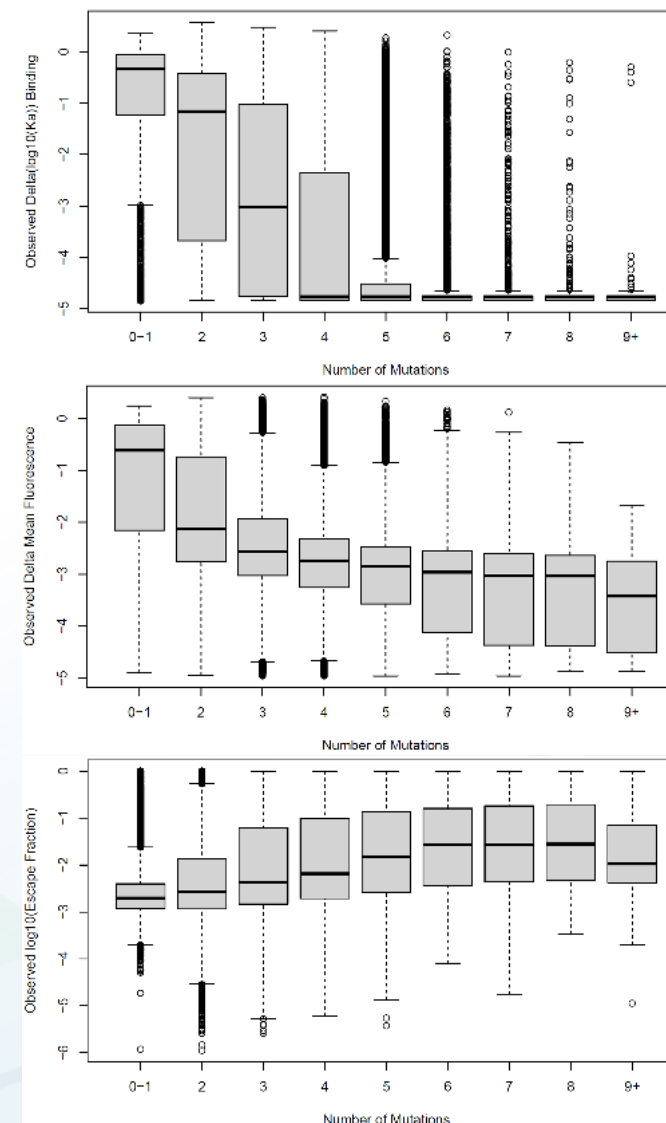 Observed Delta(log10(Ka)) Binding
0
−1
−2
−3
−4
−5
0−1 2 3 4 5 6 7 8 9+
Number of Mutations
Observed Delta Mean Fluorescence
0
−1
−2
−3
−4
−5
0−1 2 3 4 5 6 7 8 9+
Number of Mutations
Observed log10(Escape Fraction)
0
−1
−2
−3
−4
−5
−6
0−1 2 3 4 5 6 7 8 9+
Number of Mutations